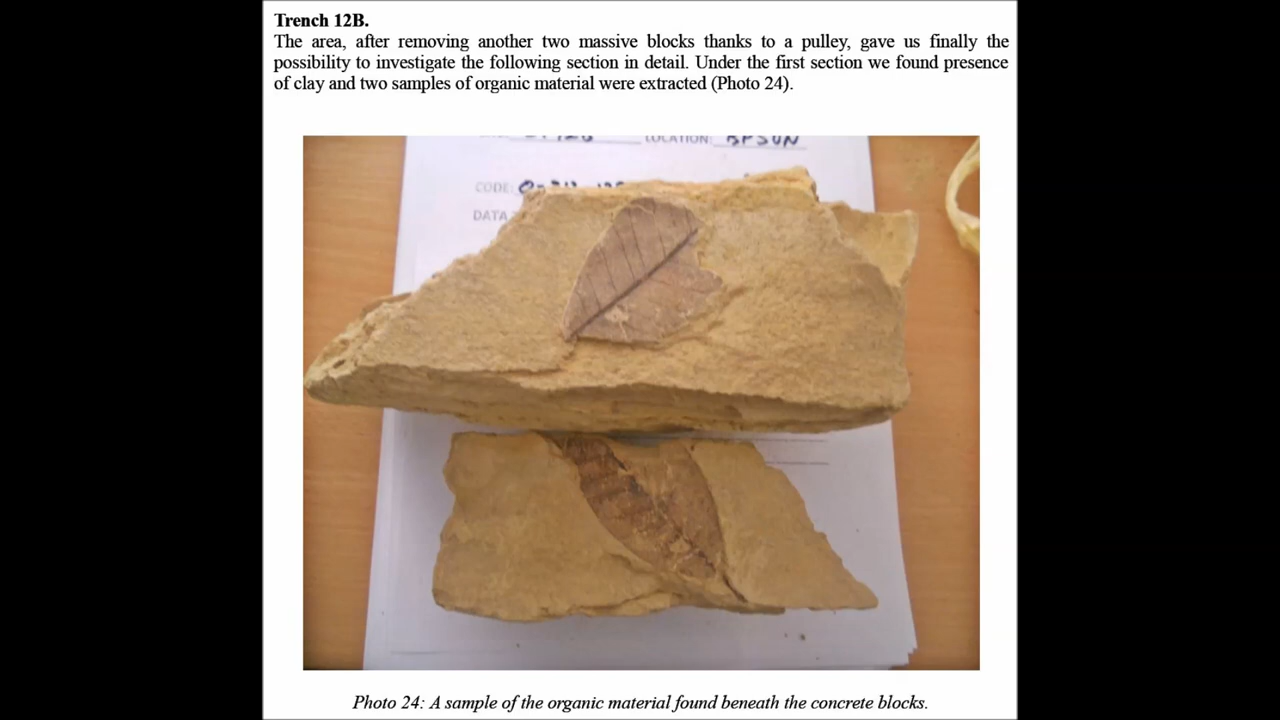 Trench 12B.
The area, after removing another two massive blocks thanks to a pulley, gave us finally the
possibility to investigate the following section in detail. Under the first section we found presence
of clay and two samples of organic material were extracted (Photo 24).
LOCATION: BPSUN
CODE:
DATA
Photo 24: A sample of the organic material found beneath the concrete blocks.